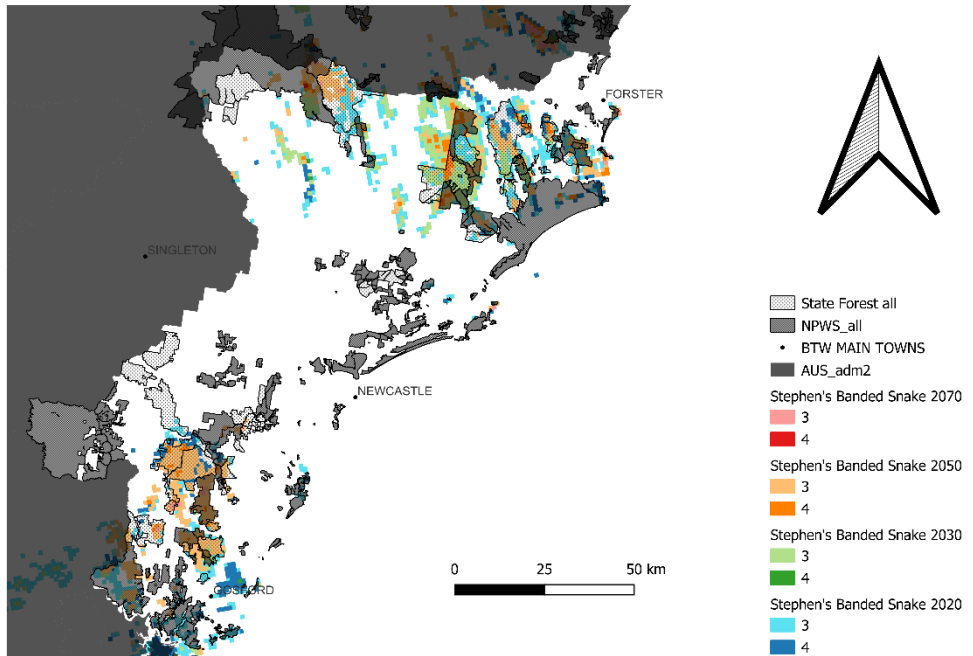 FORSTER
SINGLETON
NEWCASTLE
GOSFORD
0 25 50 km
State Forest all
NPWS_all
BTW MAIN TOWNS
AUS_adm2
Stephen's Banded Snake 2070
3
4
Stephen's Banded Snake 2050
3
4
Stephen's Banded Snake 2030
3
4
Stephen's Banded Snake 2020
3
4